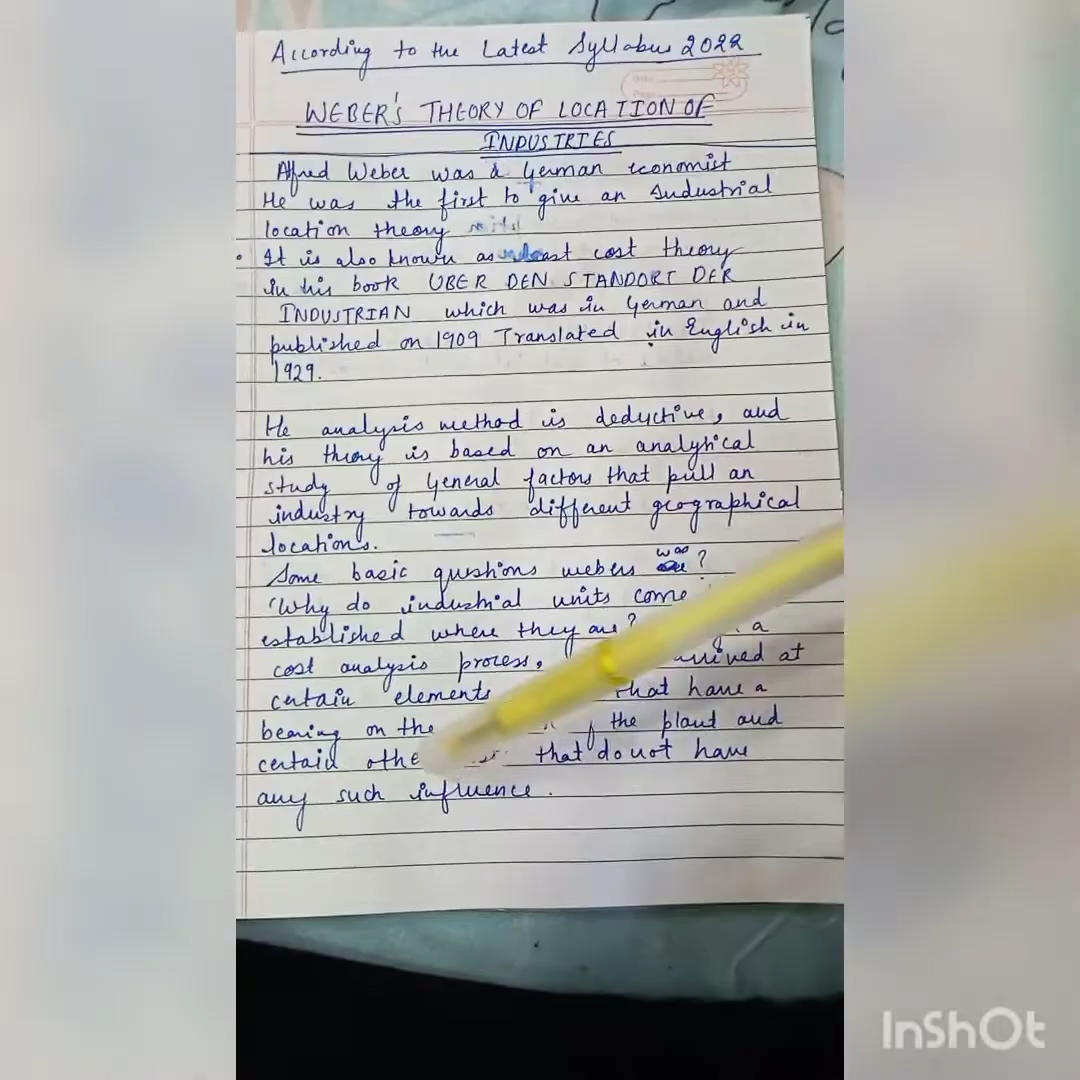 According to the Latest Syllabus 2022
WEBER'S THEORY OF LOCATION OF
INDUSTRIES
Alfred Weber was a German economist
He was the first to give an Industrial
location theory
• It is also known as least cost theory
in his book UBER DEN STANDORT DER
INDUSTRIAN which was in German and
published on 1909 Translated in English in
1929.
He analysis method is deductive, and
his theory is based on an analytical
study of General factors that pull an
industry towards different geographical
locations.
Some basic questions webers was?
'Why do industrial units come
established where they are? a
cost analysis process, arrived at
certain elements that have a
bearing on the the plant and
certain that do not have
any such influence.
InShOt